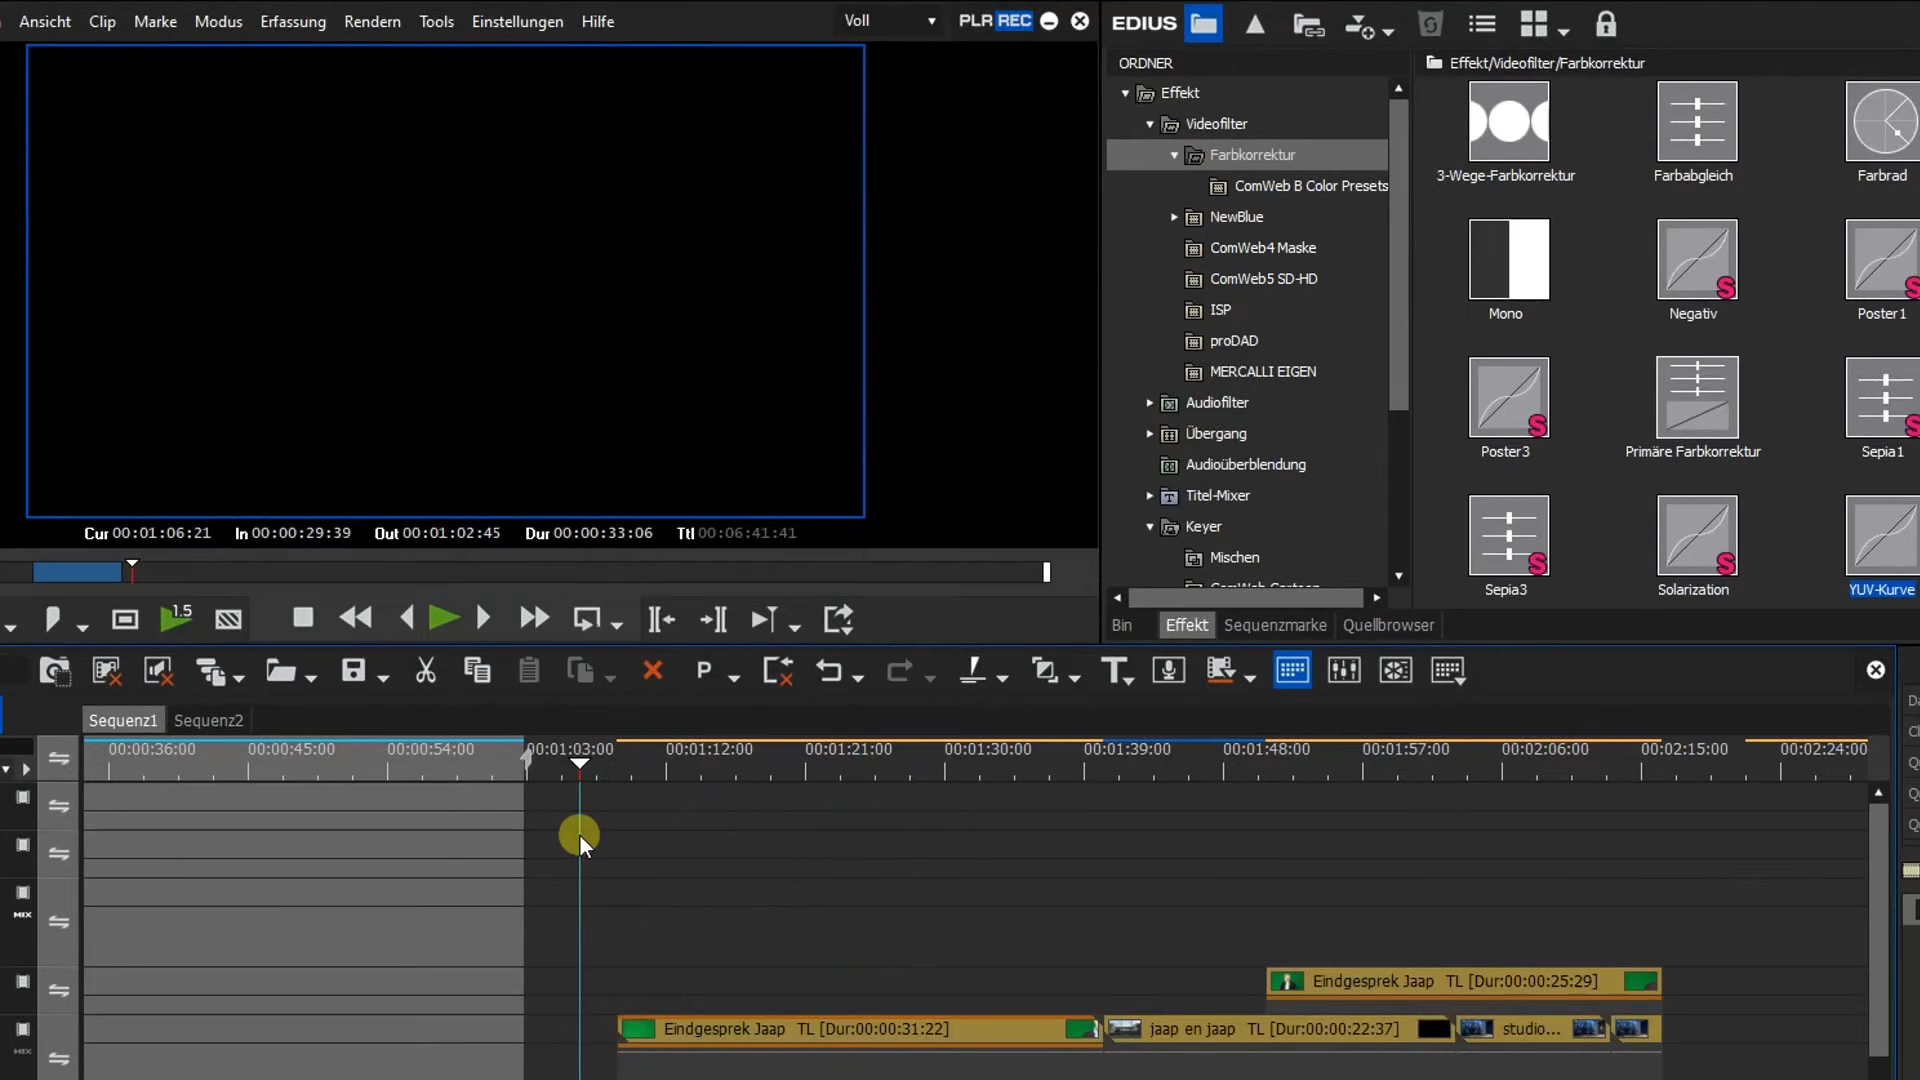 Ansicht Clip Marke Modus Erfassung Rendern Tools Einstellungen Hilfe
Voll
PLR REC
EDIUS
ORDNER
Effekt/Videofilter/Farbkorrektur
Effekt
Videofilter
Farbkorrektur
ComWeb B Color Presets
NewBlue
ComWeb4 Maske
ComWeb5 SD-HD
ISP
proDAD
MERCALLI EIGEN
Audiofilter
Übergang
Audioüberblendung
Titel-Mixer
Keyer
Mischen
ComWeb Cartoon
3-Wege-Farbkorrektur Farbabgleich Farbrad
Mono Negativ Poster1
Poster3 Primäre Farbkorrektur Sepia1
Sepia3 Solarization YUV-Kurve
Cur 00:01:06:21 In 00:00:29:39 Out 00:01:02:45 Dur 00:00:33:06 Ttl 00:06:41:41
1.5
Bin Effekt Sequenzmarke Quellbrowser
P
T
Sequenz1 Sequenz2
00:00:36:00 00:00:45:00 00:00:54:00 00:01:03:00 00:01:12:00 00:01:21:00 00:01:30:00 00:01:39:00 00:01:48:00 00:01:57:00 00:02:06:00 00:02:15:00 00:02:24:00
MIX
Eindgesprek Jaap TL [Dur:00:00:25:29]
Eindgesprek Jaap TL [Dur:00:00:31:22] jaap en jaap TL [Dur:00:00:22:37] studio...
MIX